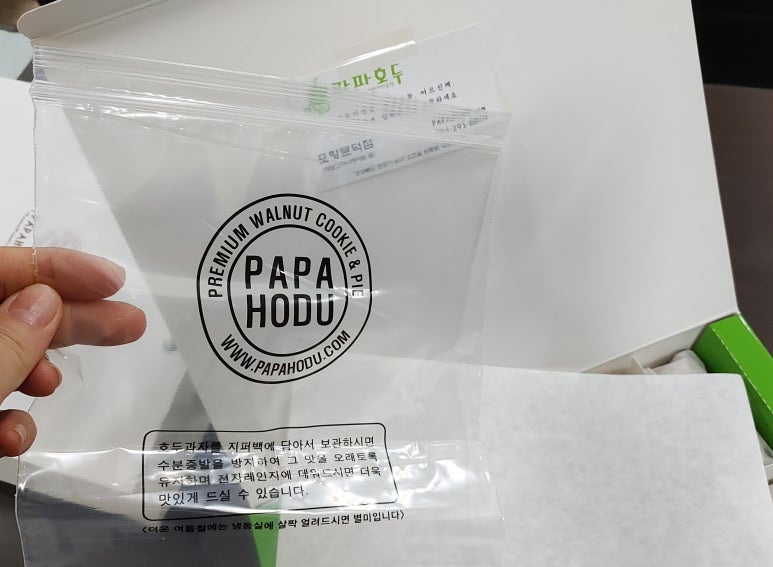 파파호두
포항문덕점
PREMIUM WALNUT COOKIE & PIE
PAPA
HODU
WWW.PAPAHODU.COM
호두과자를 지퍼백에 담아서 보관하시면
수분증발을 방지하여 그 맛을 오래토록
유지하며 전자레인지에 데워드시면 더욱
맛있게 드실 수 있습니다.
<더운 여름철에는 냉동실에 살짝 얼려드시면 별미입니다>